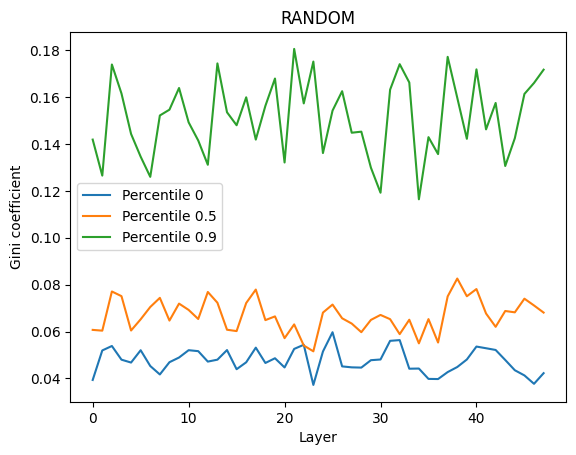 RANDOM
Gini coefficient
0.18
0.16
0.14
0.12
0.10
0.08
0.06
0.04
Percentile 0
Percentile 0.5
Percentile 0.9
0 10 20 30 40
Layer